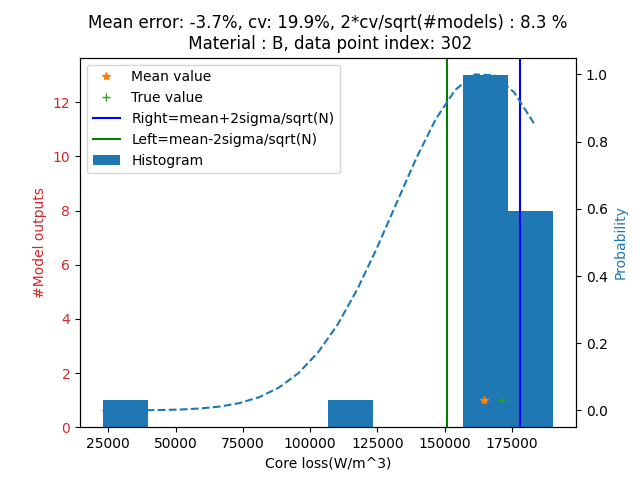 Mean error: -3.7%, cv: 19.9%, 2*cv/sqrt(#models) : 8.3 %
Material : B, data point index: 302
Mean value
True value
Right=mean+2sigma/sqrt(N)
Left=mean-2sigma/sqrt(N)
Histogram
#Model outputs
12
10
8
6
4
2
0
1.0
0.8
0.6
0.4
0.2
0.0
Probability
25000 50000 75000 100000 125000 150000 175000
Core loss(W/m^3)